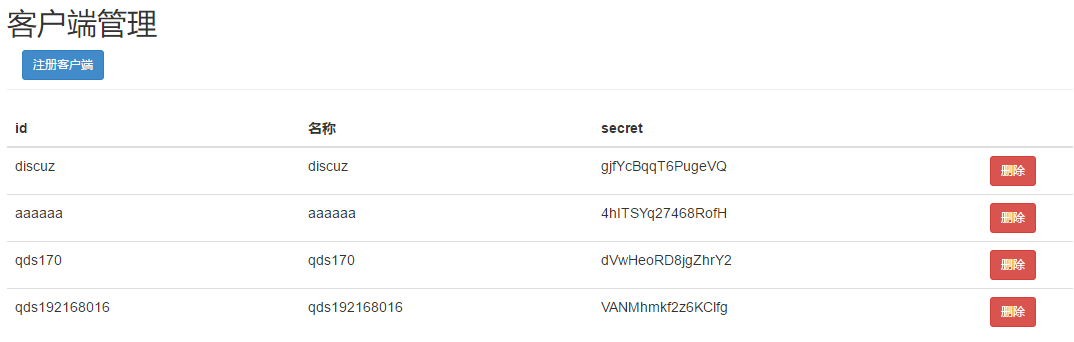 客户端管理
注册客户端
id 名称 secret
discuz discuz gjfYcBqqT6PugeVQ 删除
aaaaaa aaaaaa 4hITSYq27468RofH 删除
qds170 qds170 dVwHeoRD8jgZhrY2 删除
qds192168016 qds192168016 VANMhmkf2z6KClfg 删除